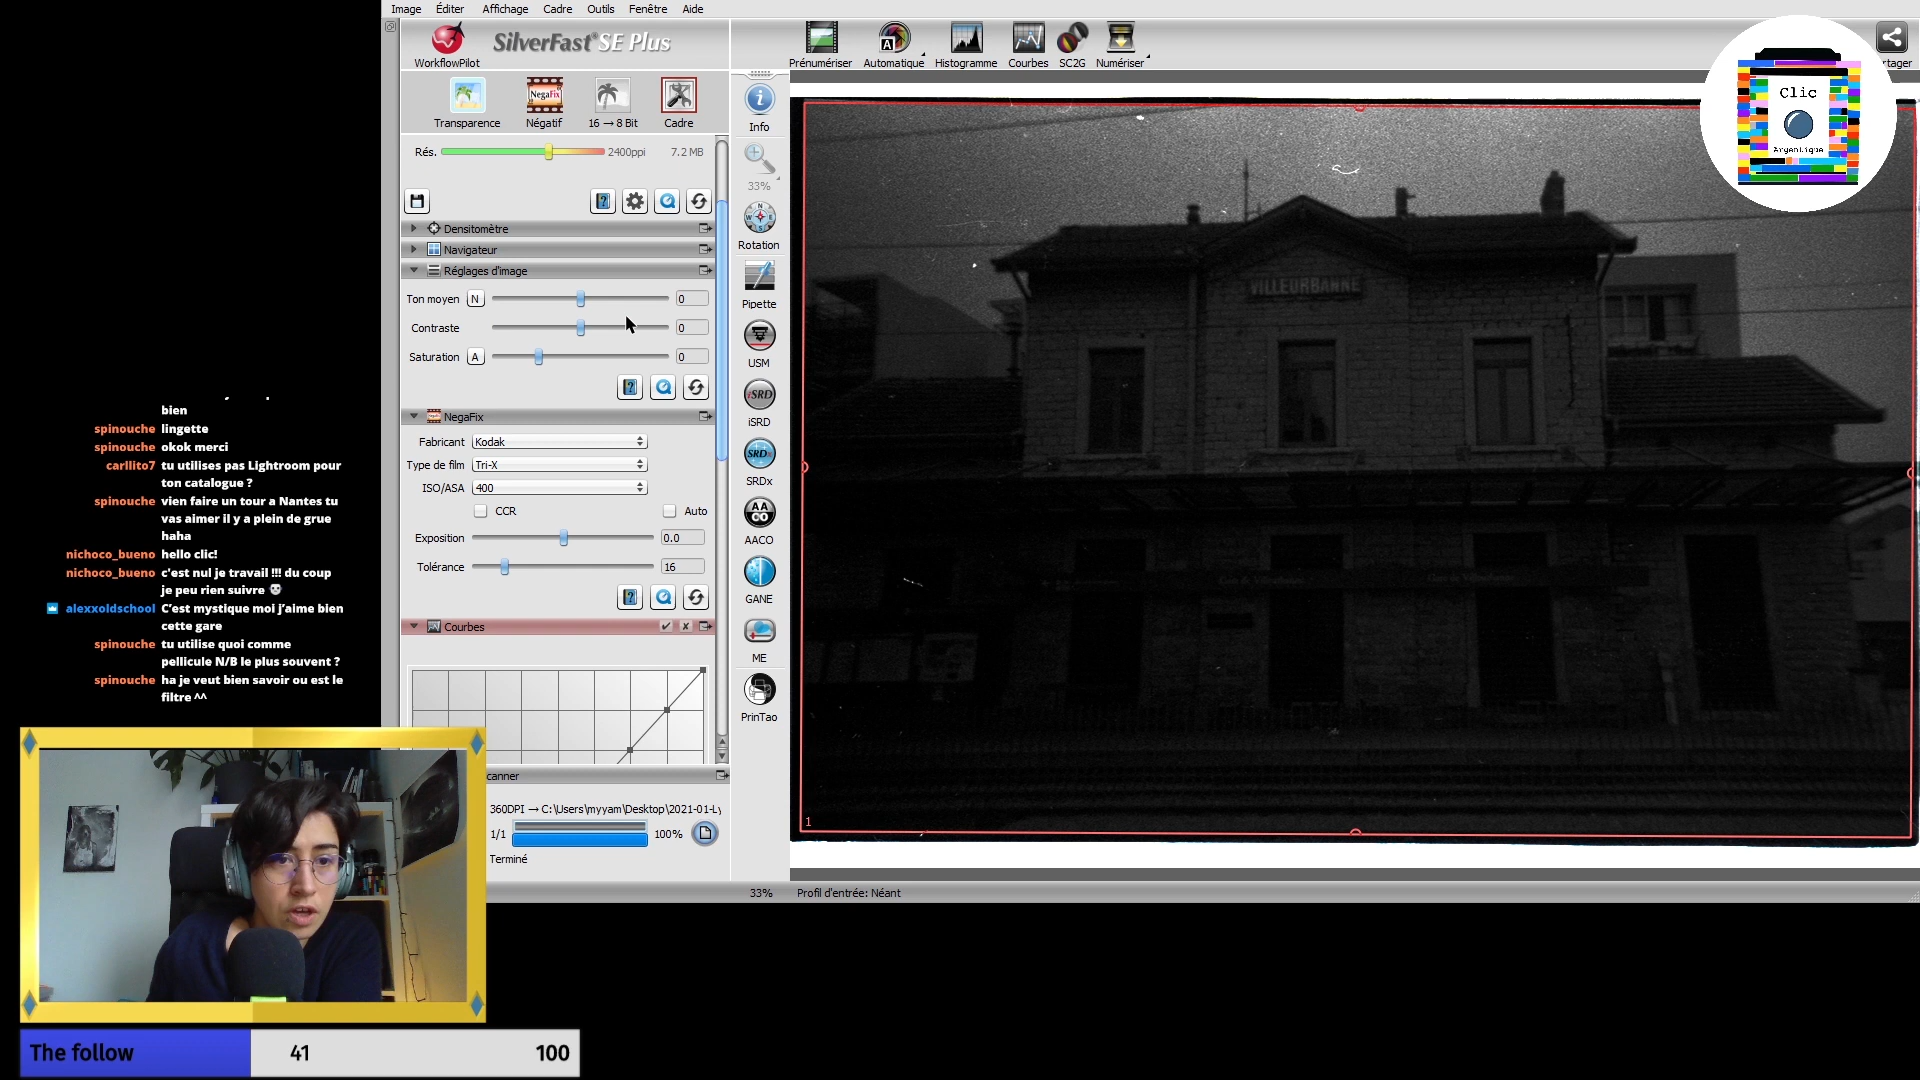 Image Éditer Affichage Cadre Outils Fenêtre Aide
WorkflowPilot
SilverFast® SE Plus
Prénumériser Automatique Histogramme Courbes SC2G Numériser
rtager
Clic
Argentique
Transparence Négatif 16→8 Bit Cadre
NegaFix
Rés. 2400ppi 7.2 MB
Densitomètre
Navigateur
Réglages d'image
Ton moyen N 0
Contraste 0
Saturation A 0
NegaFix
Fabricant Kodak
Type de film Tri-X
ISO/ASA 400
CCR Auto
Exposition 0.0
Tolérance 16
Courbes
canner
360DPI → C:\Users\myyam\Desktop\2021-01-Ly
1/1 100%
Terminé
Info
33%
Rotation
Pipette
USM
iSRD
iSRD
SRDx
SRDx
AACO
AACO
GANE
ME
PrinTao
VILLEURBANNE
1
33% Profil d'entrée: Néant
bien
spinouche lingette
spinouche okok merci
carllito7 tu utilises pas Lightroom pour
ton catalogue ?
spinouche vien faire un tour a Nantes tu
vas aimer il y a plein de grue
haha
nichoco_bueno hello clic!
nichoco_bueno c'est nul je travail !!! du coup
je peu rien suivre 💀
alexxoldschool C'est mystique moi j'aime bien
cette gare
spinouche tu utilise quoi comme
pellicule N/B le plus souvent ?
spinouche ha je veut bien savoir ou est le
filtre ^^
The follow 41 100